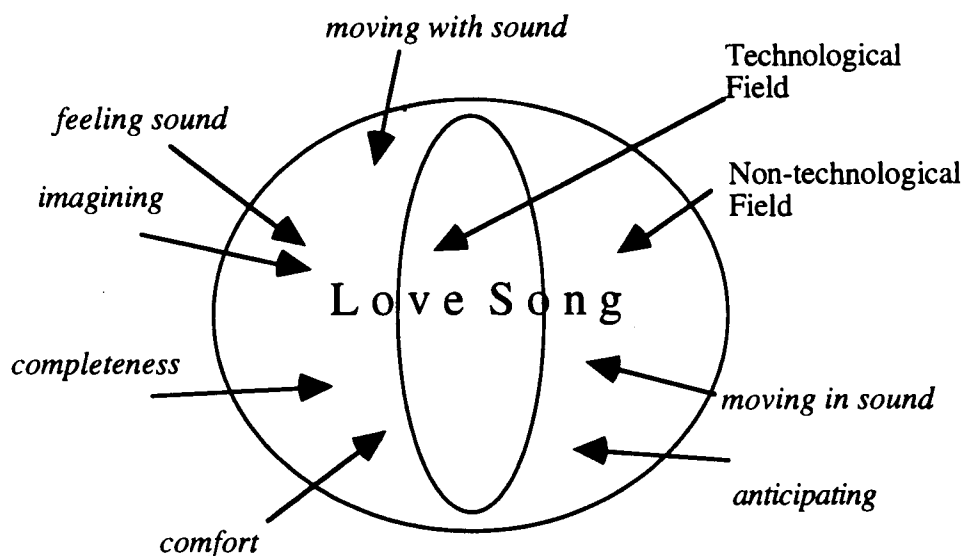 moving with sound
Technological
Field
feeling sound
imagining
Non-technological
Field
Love Song
completeness
moving in sound
anticipating
comfort